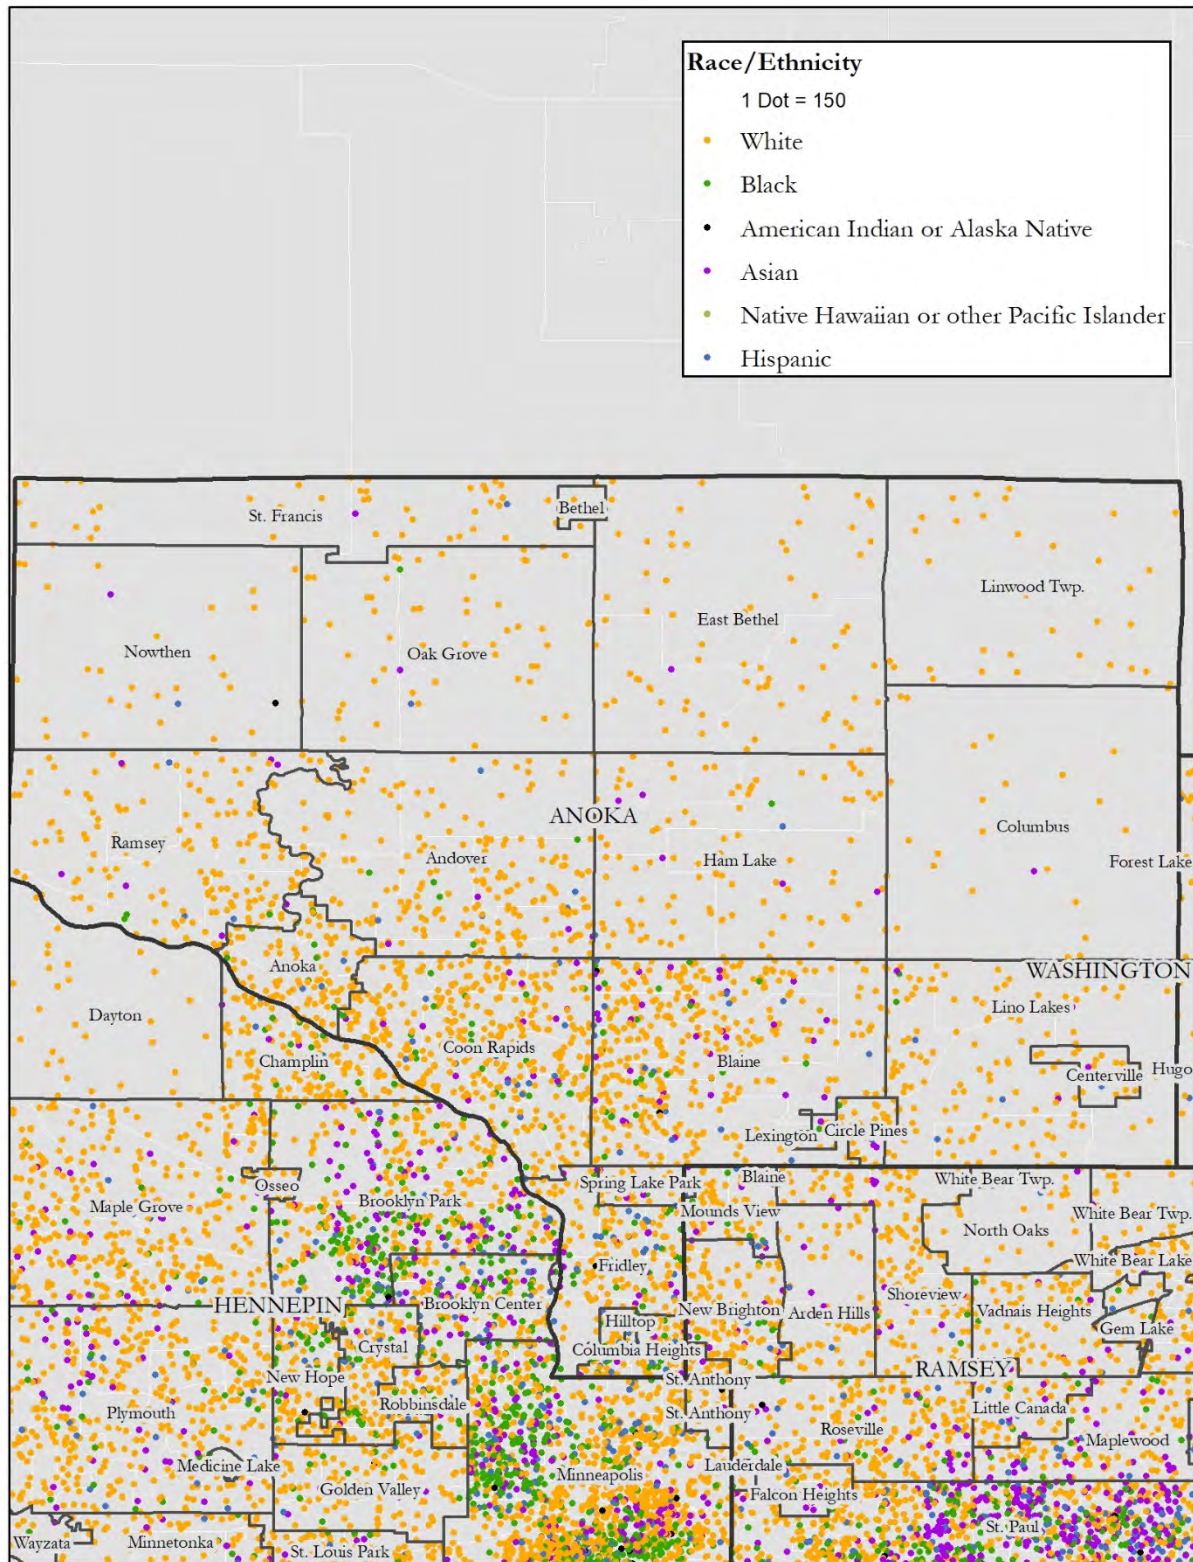 Race/Ethnicity
1 Dot = 150
White
Black
American Indian or Alaska Native
Asian
Native Hawaiian or other Pacific Islander
Hispanic
St. Francis
Bethel
Linwood Twp.
East Bethel
Nowthen
Oak Grove
ANOKA
Ramsey
Andover
Ham Lake
Columbus
Forest Lake
Anoka
WASHINGTON
Dayton
Lino Lakes
Champlin
Coon Rapids
Blaine
Centerville
Hugo
Lexington
Circle Pines
Osseo
Spring Lake Park
Blaine
White Bear Twp.
Maple Grove
Brooklyn Park
Mounds View
North Oaks
White Bear Twp.
Fridley
White Bear Lake
HENNEPIN
Brooklyn Center
New Brighton
Arden Hills
Shoreview
Vadnais Heights
Hilltop
Gem Lake
Crystal
Columbia Heights
New Hope
St. Anthony
RAMSEY
Robbinsdale
Plymouth
St. Anthony
Roseville
Little Canada
Maplewood
Medicine Lake
Minneapolis
Lauderdale
Golden Valley
Falcon Heights
St. Paul
Wayzata
Minnetonka
St. Louis Park